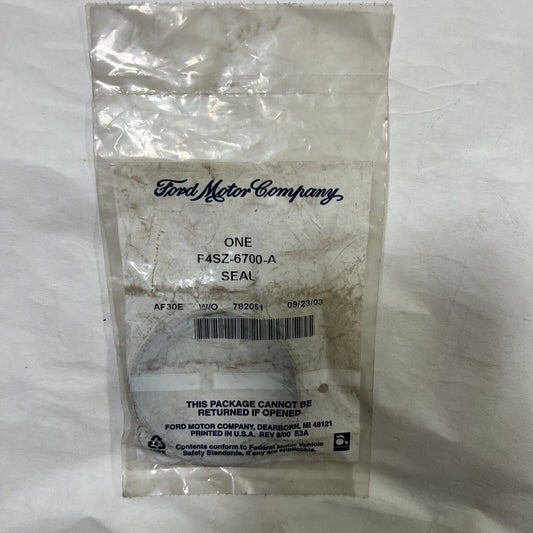 Ford Motor Company
ONE
F4SZ-6700-A
SEAL
AF30E W/O 782051 09/23/03
THIS PACKAGE CANNOT BE
RETURNED IF OPENED
FORD MOTOR COMPANY, DEARBORN, MI 48121
PRINTED IN U.S.A. REV 8/00 E3A
Contents conform to Federal Motor Vehicle
Safety Standards, if any are applicable.